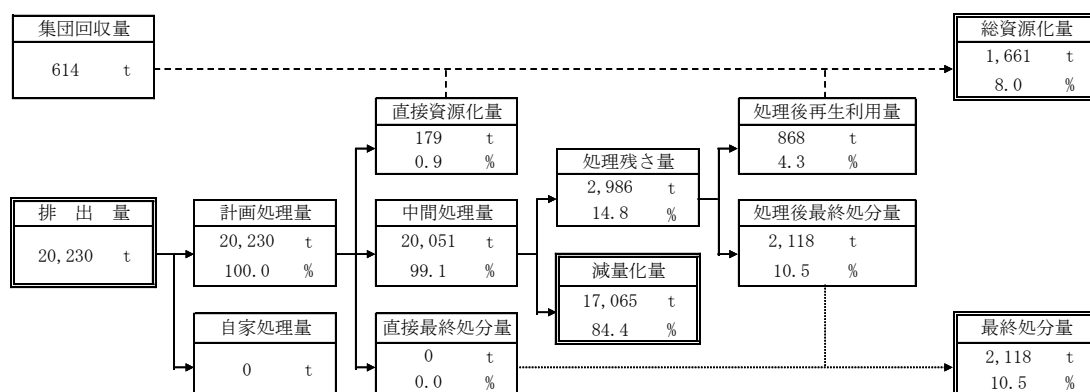 集団回収量
614 t
総資源化量
1,661 t
8.0 %
直接資源化量
179 t
0.9 %
処理後再生利用量
868 t
4.3 %
処理残さ量
2,986 t
14.8 %
排 出 量
20,230 t
計画処理量
20,230 t
100.0 %
中間処理量
20,051 t
99.1 %
処理後最終処分量
2,118 t
10.5 %
減量化量
17,065 t
84.4 %
自家処理量
0 t
直接最終処分量
0 t
0.0 %
最終処分量
2,118 t
10.5 %